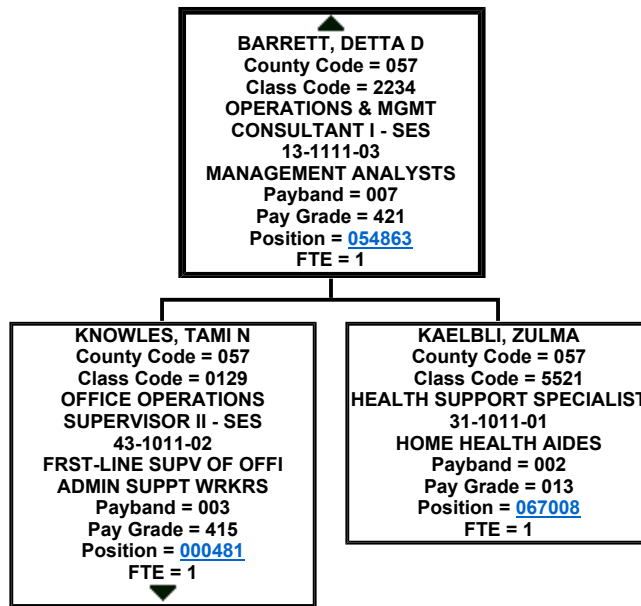 BARRETT, DETTA D
County Code = 057
Class Code = 2234
OPERATIONS & MGMT
CONSULTANT I - SES
13-1111-03
MANAGEMENT ANALYSTS
Payband = 007
Pay Grade = 421
Position = 054863
FTE = 1
KNOWLES, TAMI N
County Code = 057
Class Code = 0129
OFFICE OPERATIONS
SUPERVISOR II - SES
43-1011-02
FRST-LINE SUPV OF OFFI
ADMIN SUPPT WRKRS
Payband = 003
Pay Grade = 415
Position = 000481
FTE = 1
KAELBLI, ZULMA
County Code = 057
Class Code = 5521
HEALTH SUPPORT SPECIALIST
31-1011-01
HOME HEALTH AIDES
Payband = 002
Pay Grade = 013
Position = 067008
FTE = 1